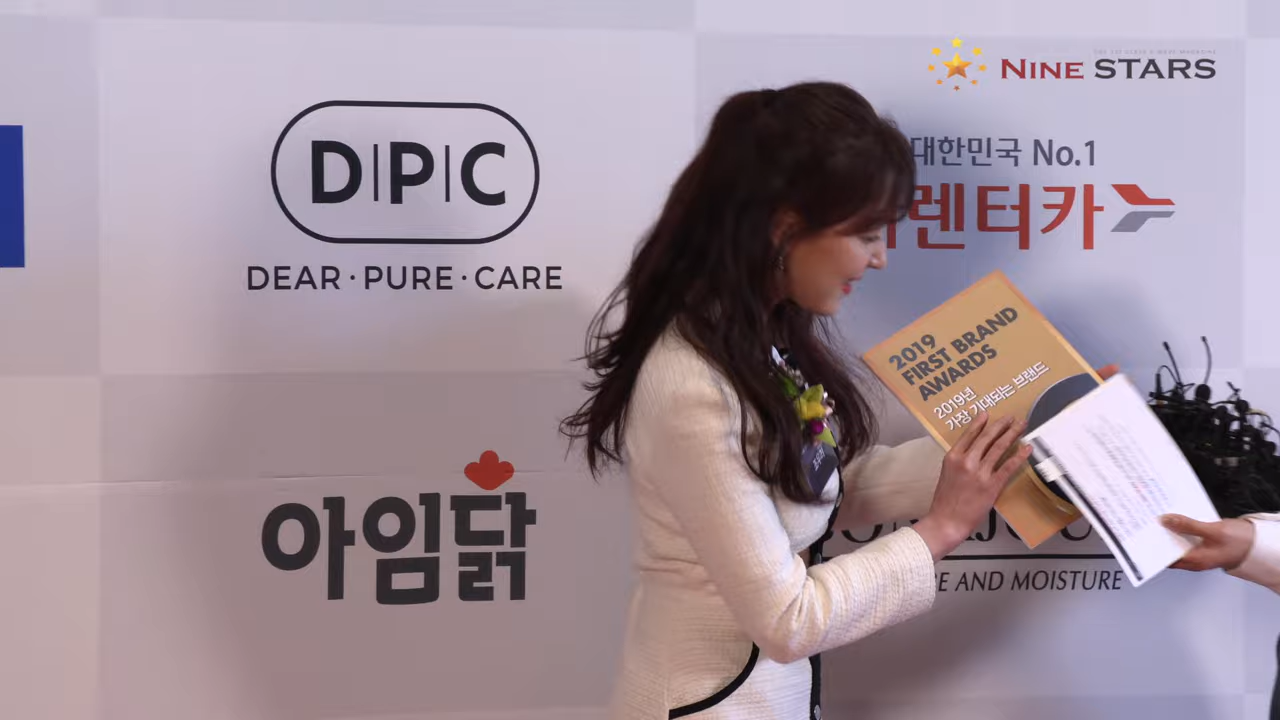 NINE STARS
D|P|C
DEAR·PURE·CARE
대한민국 No.1
렌터카
2019
FIRST BRAND
AWARDS
2019년
가장 기대되는 브랜드
아임닭
AND MOISTURE